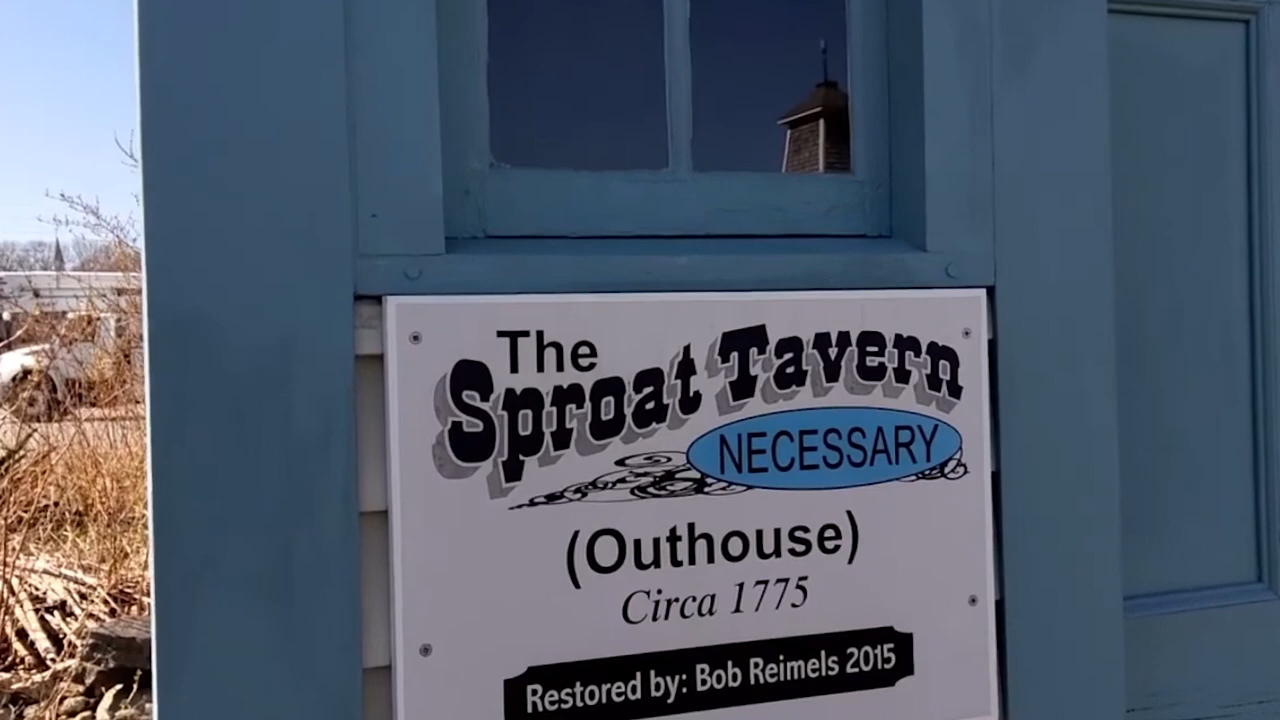 The
Sproat Tavern
NECESSARY
(Outhouse)
Circa 1775
Restored by: Bob Reimels 2015